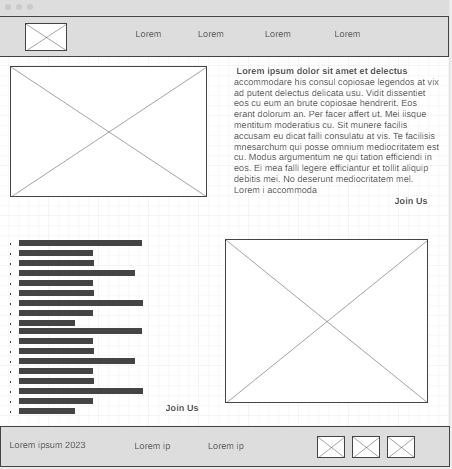 Lorem Lorem Lorem Lorem
Lorem ipsum dolor sit amet et delectus
accommodare his consul copiosae legendos at vix
ad putent delectus delicata usu. Vidit dissentiet
eos cu eum an brute copiosae hendrerit. Eos
erant dolorum an. Per facer affert ut. Mei iisque
mentitum moderatius cu. Sit munere facilis
accusam eu dicat falli consulatu at vis. Te facilisis
mnesarchum qui posse omnium mediocritatem est
cu. Modus argumentum ne qui tation efficiendi in
eos. Ei mea falli legere efficiantur et tollit aliquip
debitis mei. No deserunt mediocritatem mel.
Lorem i accommoda
Join Us
Join Us
Lorem ipsum 2023 Lorem ip Lorem ip